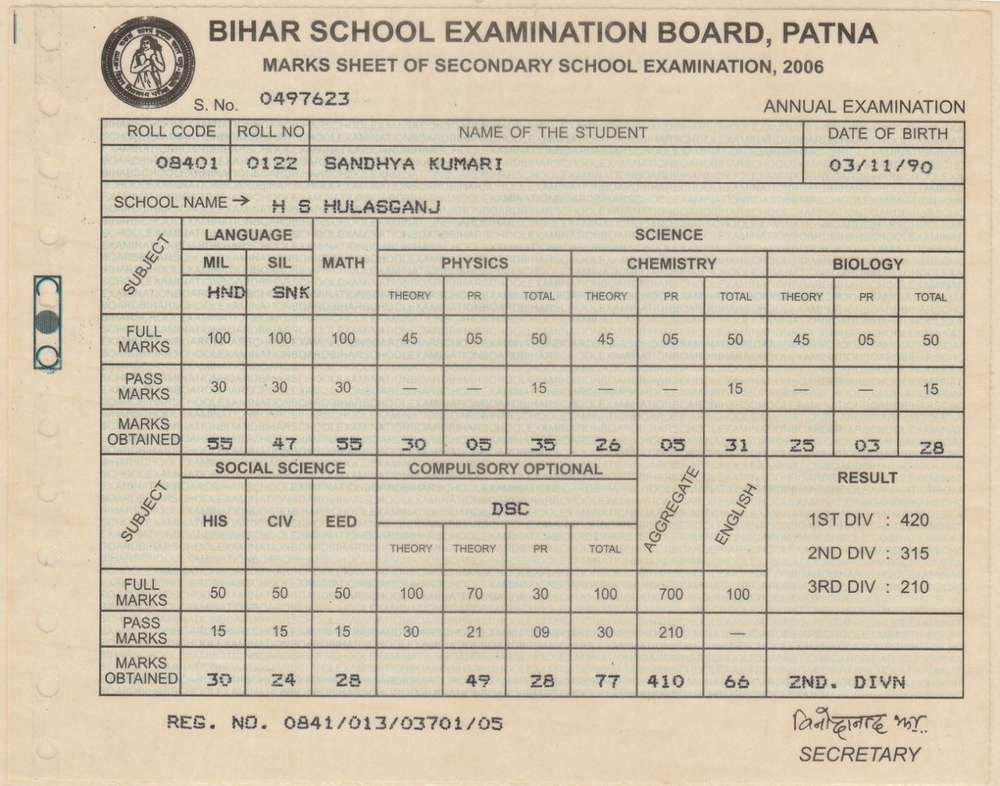 BIHAR SCHOOL EXAMINATION BOARD, PATNA
MARKS SHEET OF SECONDARY SCHOOL EXAMINATION, 2006
S. No. 0497623
ANNUAL EXAMINATION
ROLL CODE ROLL NO NAME OF THE STUDENT DATE OF BIRTH
08401 0122 SANDHYA KUMARI 03/11/90
SCHOOL NAME → H S HULASGANJ
SUBJECT LANGUAGE MATH SCIENCE
MIL SIL PHYSICS CHEMISTRY BIOLOGY
HND SNK THEORY PR TOTAL THEORY PR TOTAL THEORY PR TOTAL
FULL MARKS 100 100 100 45 05 50 45 05 50 45 05 50
PASS MARKS 30 30 30 — — 15 — — 15 — — 15
MARKS OBTAINED 55 47 55 30 05 35 26 05 31 25 03 28
SUBJECT SOCIAL SCIENCE COMPULSORY OPTIONAL AGGREGATE ENGLISH RESULT
HIS CIV EED DSC
THEORY THEORY PR TOTAL
1ST DIV : 420
2ND DIV : 315
3RD DIV : 210
FULL MARKS 50 50 50 100 70 30 100 700 100
PASS MARKS 15 15 15 30 21 09 30 210 —
MARKS OBTAINED 30 24 28 49 28 77 410 66 2ND. DIVN
REG. NO. 0841/013/03701/05
विनोदानन्द झा
SECRETARY